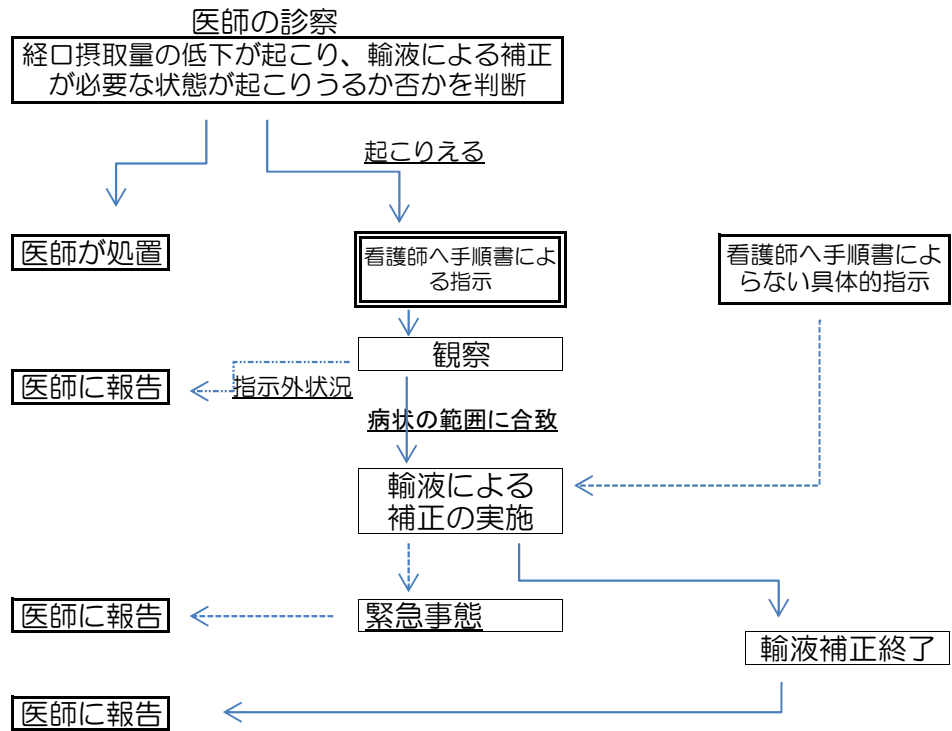 医師の診察
経口摂取量の低下が起こり、輸液による補正
が必要な状態が起こりうるか否かを判断
起こりえる
医師が処置
看護師へ手順書によ
る指示
看護師へ手順書によ
らない具体的指示
観察
医師に報告
指示外状況
病状の範囲に合致
輸液による
補正の実施
医師に報告
緊急事態
輸液補正終了
医師に報告